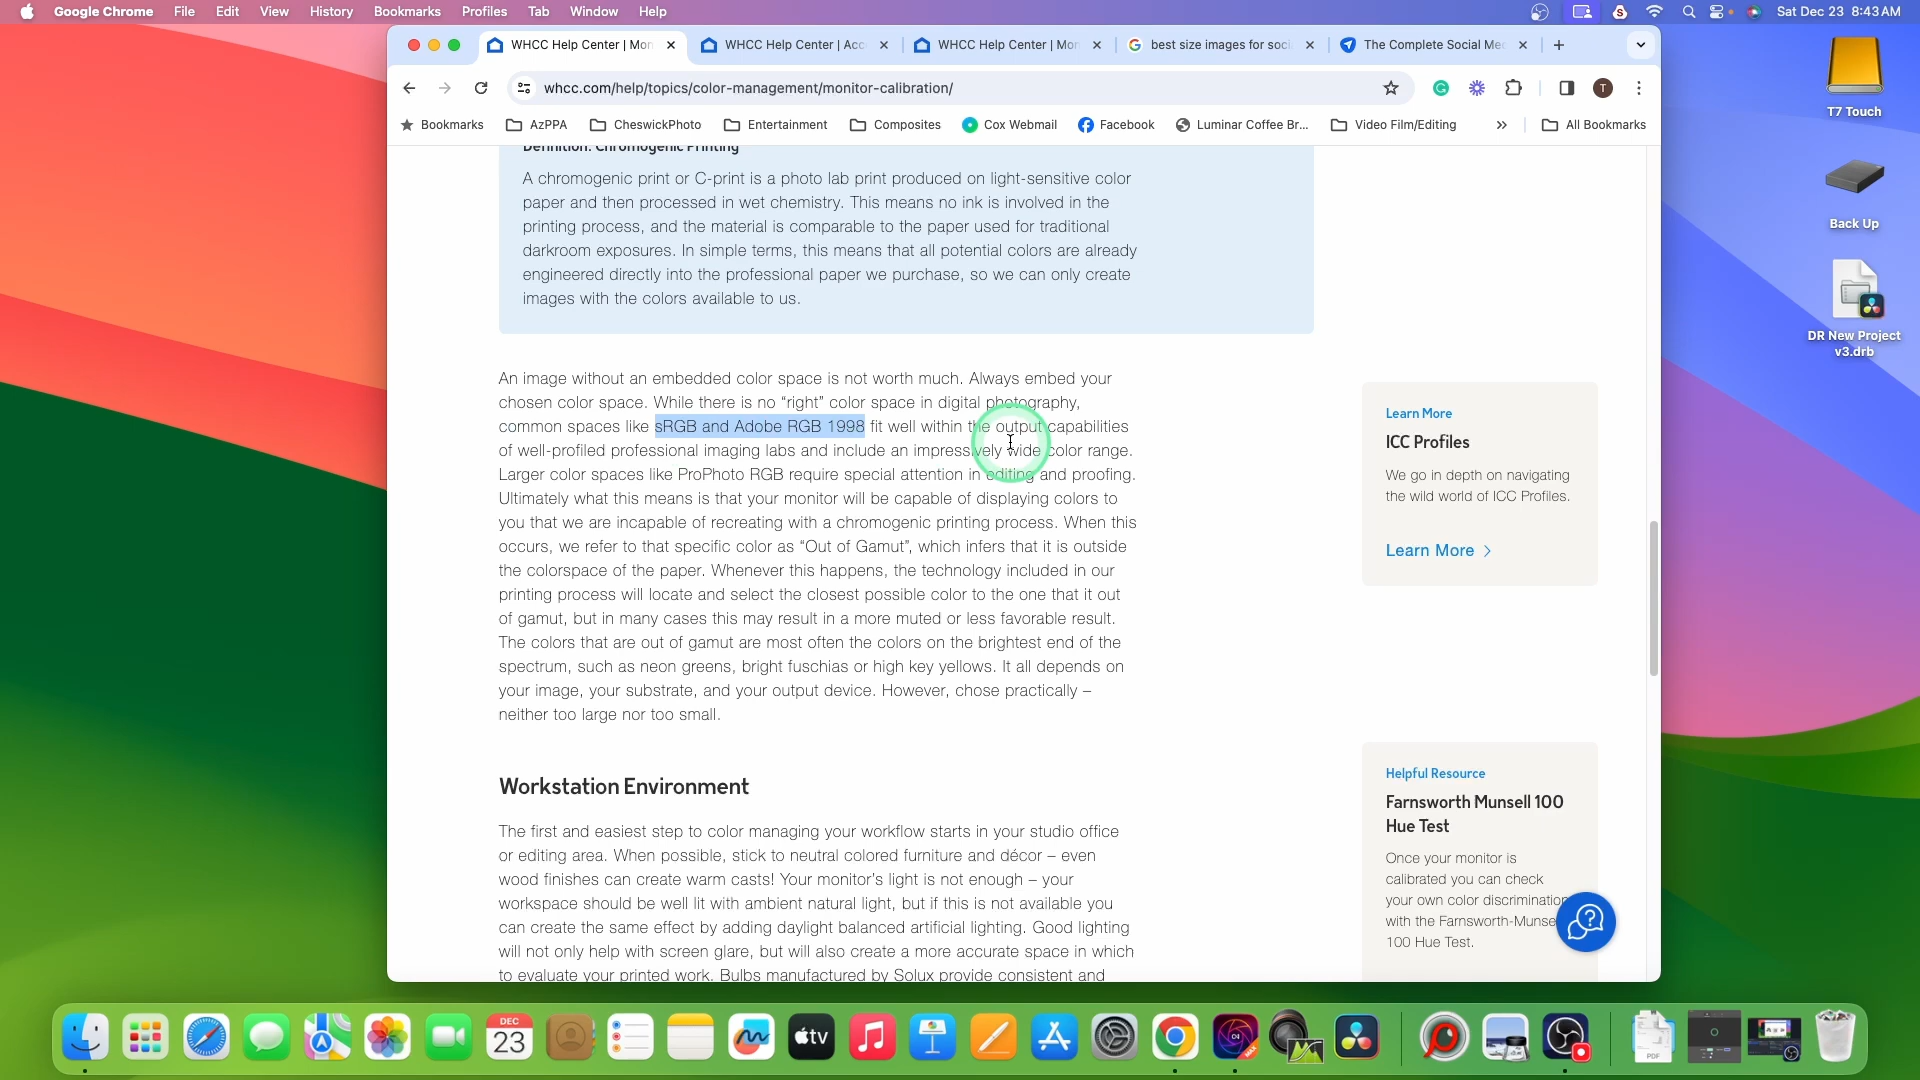 Google Chrome File Edit View History Bookmarks Profiles Tab Window Help Sat Dec 23 8:43 AM
WHCC Help Center | Mon WHCC Help Center | Acc WHCC Help Center | Mon best size images for soci The Complete Social Med
whcc.com/help/topics/color-management/monitor-calibration/ T
Bookmarks AzPPA CheswickPhoto Entertainment Composites Cox Webmail Facebook Luminar Coffee Br... Video Film/Editing » All Bookmarks
T7 Touch
Back Up
DR New Project
v3.drb
Definition: Chromogenic Printing
A chromogenic print or C-print is a photo lab print produced on light-sensitive color
paper and then processed in wet chemistry. This means no ink is involved in the
printing process, and the material is comparable to the paper used for traditional
darkroom exposures. In simple terms, this means that all potential colors are already
engineered directly into the professional paper we purchase, so we can only create
images with the colors available to us.
An image without an embedded color space is not worth much. Always embed your
chosen color space. While there is no “right” color space in digital photography,
common spaces like sRGB and Adobe RGB 1998 fit well within the output capabilities
of well-profiled professional imaging labs and include an impressively wide color range.
Larger color spaces like ProPhoto RGB require special attention in editing and proofing.
Ultimately what this means is that your monitor will be capable of displaying colors to
you that we are incapable of recreating with a chromogenic printing process. When this
occurs, we refer to that specific color as “Out of Gamut”, which infers that it is outside
the colorspace of the paper. Whenever this happens, the technology included in our
printing process will locate and select the closest possible color to the one that it out
of gamut, but in many cases this may result in a more muted or less favorable result.
The colors that are out of gamut are most often the colors on the brightest end of the
spectrum, such as neon greens, bright fuschias or high key yellows. It all depends on
your image, your substrate, and your output device. However, chose practically –
neither too large nor too small.
Learn More
ICC Profiles
We go in depth on navigating
the wild world of ICC Profiles.
Learn More
Workstation Environment
The first and easiest step to color managing your workflow starts in your studio office
or editing area. When possible, stick to neutral colored furniture and décor – even
wood finishes can create warm casts! Your monitor’s light is not enough – your
workspace should be well lit with ambient natural light, but if this is not available you
can create the same effect by adding daylight balanced artificial lighting. Good lighting
will not only help with screen glare, but will also create a more accurate space in which
to evaluate your printed work. Bulbs manufactured by Solux provide consistent and
Helpful Resource
Farnsworth Munsell 100
Hue Test
Once your monitor is
calibrated you can check
your own color discrimination
with the Farnsworth-Munse
100 Hue Test.
DEC
23
tv
PDF